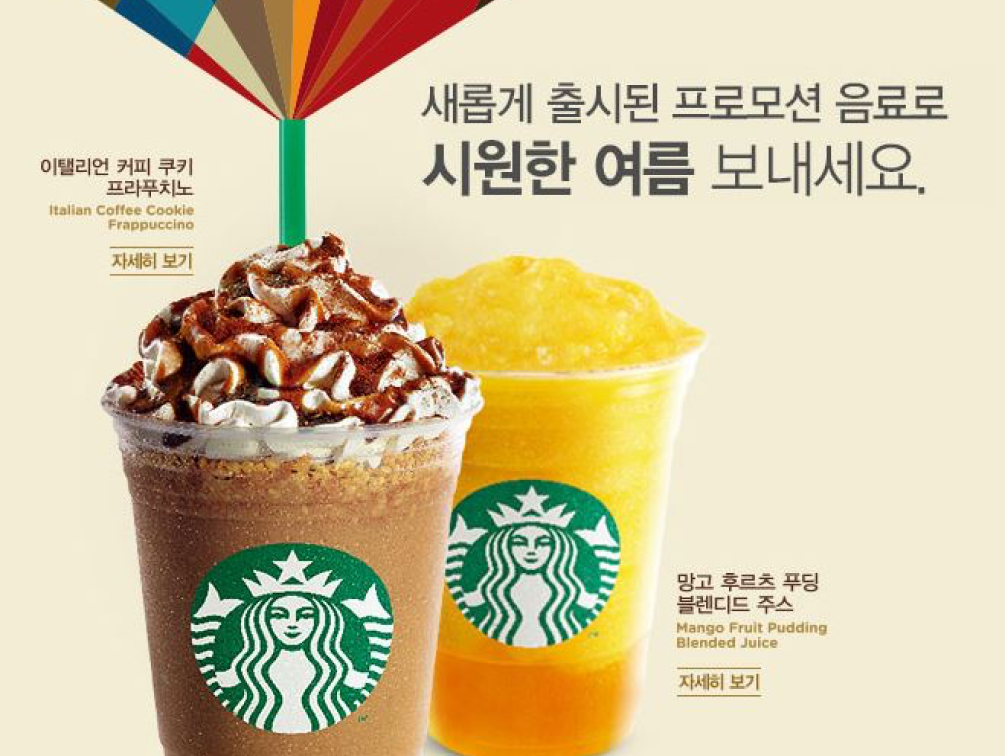 새롭게 출시된 프로모션 음료로
시원한 여름 보내세요.
이탤리언 커피 쿠키
프라푸치노
Italian Coffee Cookie
Frappuccino
자세히 보기
망고 후르츠 푸딩
블렌디드 주스
Mango Fruit Pudding
Blended Juice
자세히 보기